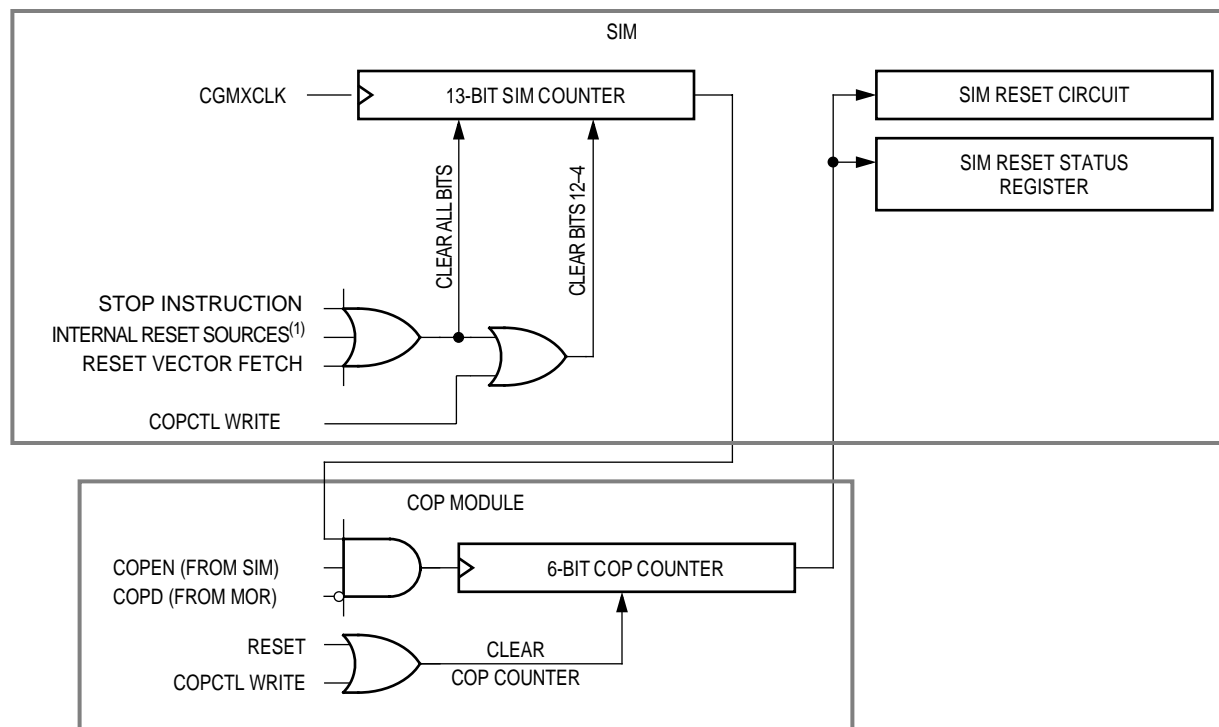 SIM
CGMXCLK
13-BIT SIM COUNTER
SIM RESET CIRCUIT
SIM RESET STATUS
REGISTER
CLEAR ALL BITS
CLEAR BITS 12–4
STOP INSTRUCTION
INTERNAL RESET SOURCES(1)
RESET VECTOR FETCH
COPCTL WRITE
COP MODULE
COPEN (FROM SIM)
6-BIT COP COUNTER
COPD (FROM MOR)
RESET
CLEAR
COP COUNTER
COPCTL WRITE